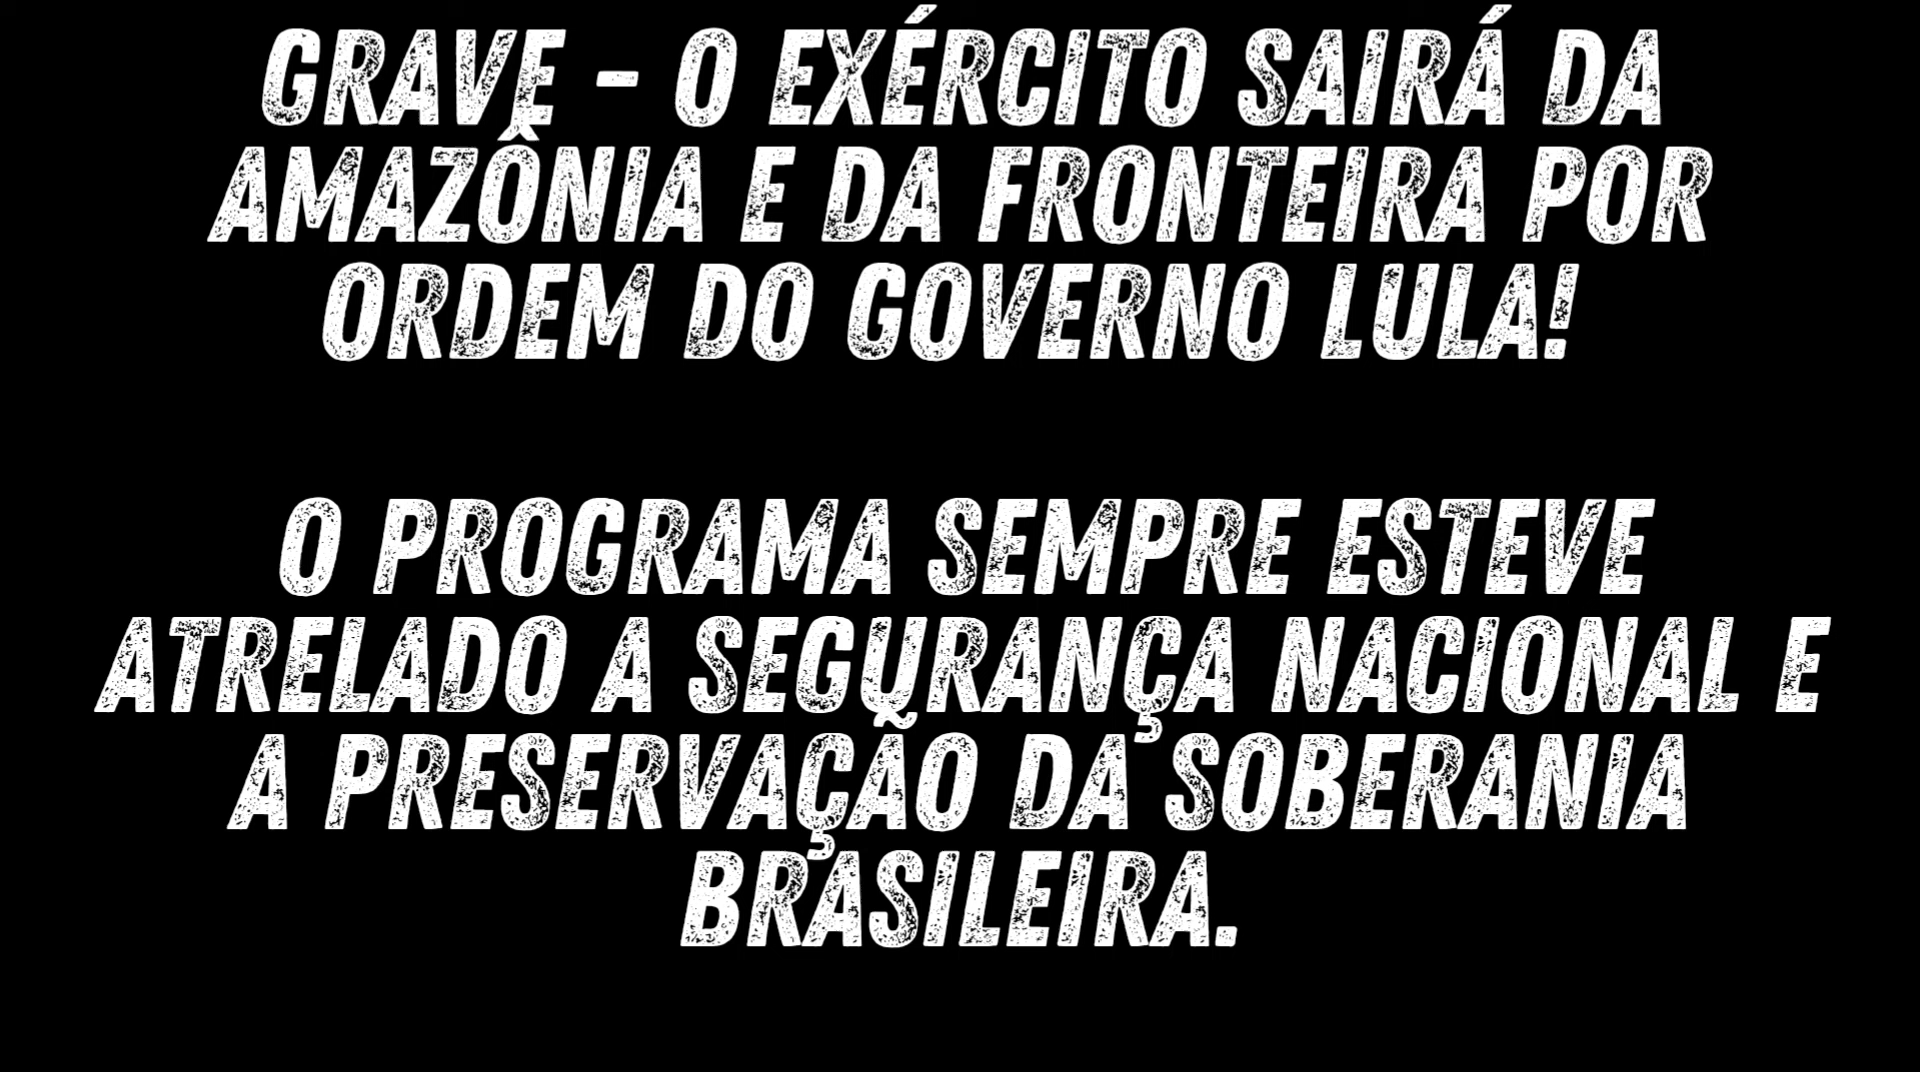 GRAVE - O EXÉRCITO SAIRÁ DA
AMAZÔNIA E DA FRONTEIRA POR
ORDEM DO GOVERNO LULA!
O PROGRAMA SEMPRE ESTEVE
ATRELADO A SEGURANÇA NACIONAL E
A PRESERVAÇÃO DA SOBERANIA
BRASILEIRA.